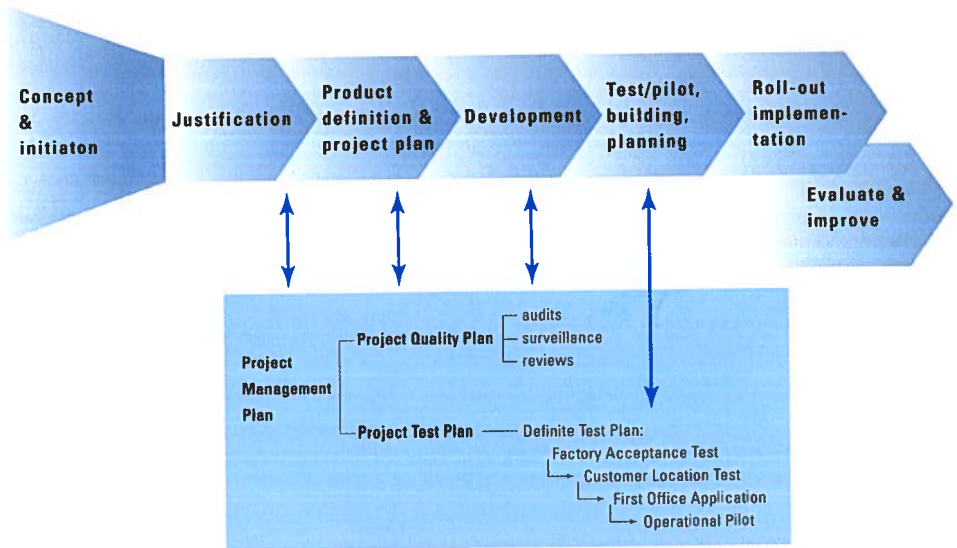 Concept
&
initiaton
Justification
Product
definition &
project plan
Development
Test/pilot,
building,
planning
Roll-out
implemen-
tation
Evaluate &
improve
Project
Management
Plan
Project Quality Plan
audits
surveillance
reviews
Project Test Plan
Definite Test Plan:
Factory Acceptance Test
Customer Location Test
First Office Application
Operational Pilot